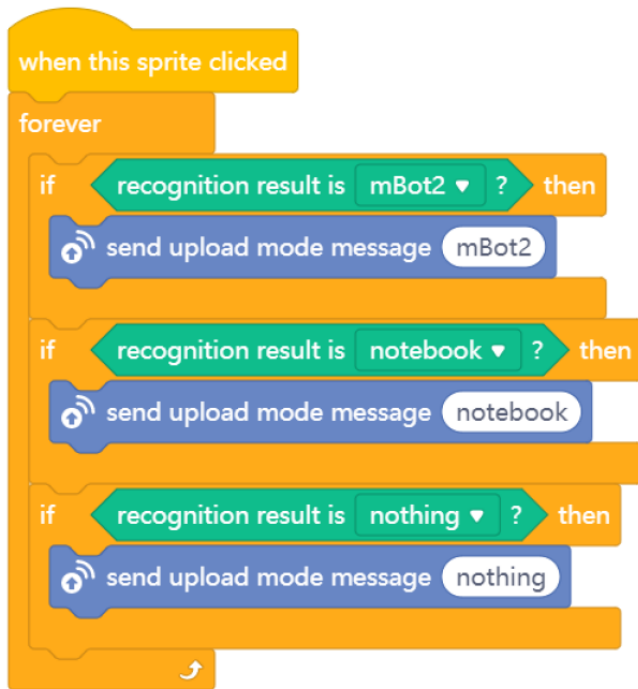 when this sprite clicked
forever
if recognition result is mBot2 ? then
send upload mode message mBot2
if recognition result is notebook ? then
send upload mode message notebook
if recognition result is nothing ? then
send upload mode message nothing